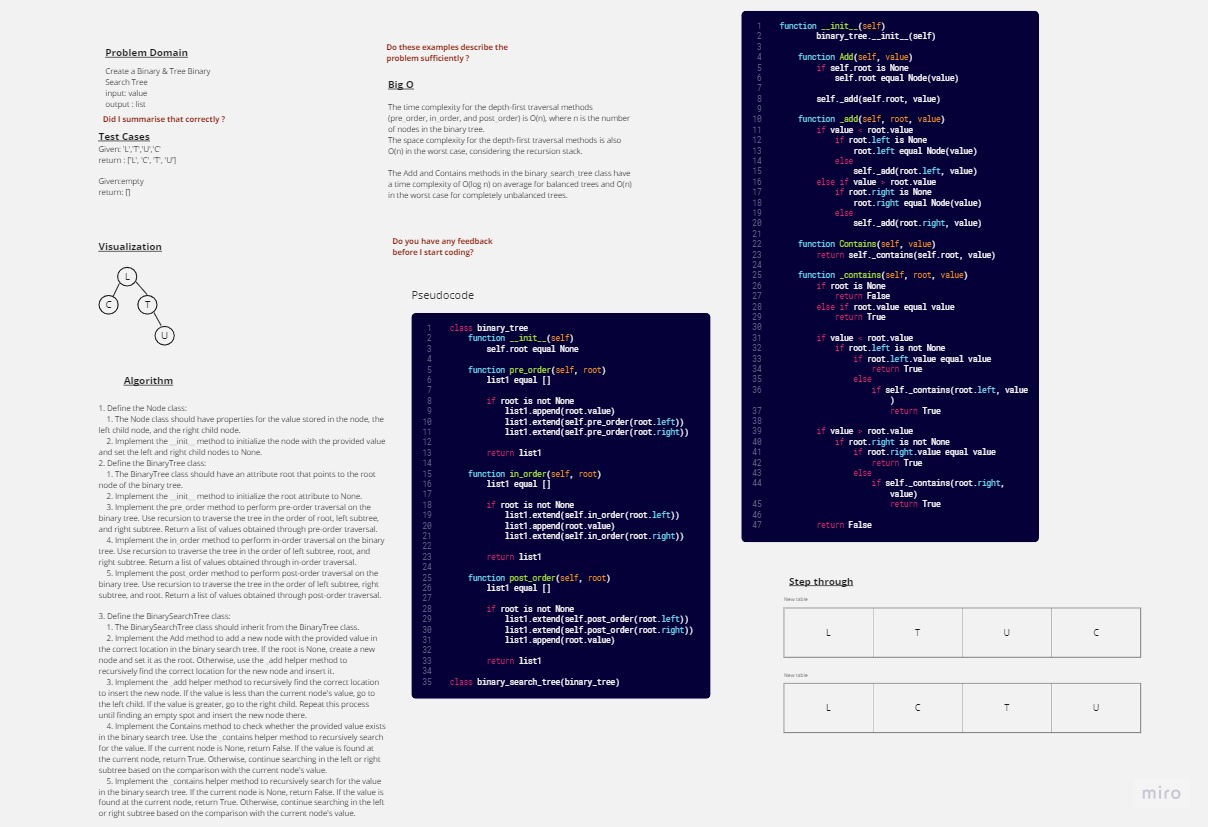 Problem Domain
Create a Binary & Tree Binary
Search Tree
input: value
output : list
Did I summarise that correctly ?
Test Cases
Given: 'L','T','U','C'
return : ['L', 'C', 'T', 'U']
Given:empty
return: []
Visualization
L
C
T
U
Algorithm
1. Define the Node class:
1. The Node class should have properties for the value stored in the node, the
left child node, and the right child node.
2. Implement the __init__ method to initialize the node with the provided value
and set the left and right child nodes to None.
2. Define the BinaryTree class:
1. The BinaryTree class should have an attribute root that points to the root
node of the binary tree.
2. Implement the __init__ method to initialize the root attribute to None.
3. Implement the pre_order method to perform pre-order traversal on the
binary tree. Use recursion to traverse the tree in the order of root, left subtree,
and right subtree. Return a list of values obtained through pre-order traversal.
4. Implement the in_order method to perform in-order traversal on the binary
tree. Use recursion to traverse the tree in the order of left subtree, root, and
right subtree. Return a list of values obtained through in-order traversal.
5. Implement the post_order method to perform post-order traversal on the
binary tree. Use recursion to traverse the tree in the order of left subtree, right
subtree, and root. Return a list of values obtained through post-order traversal.
3. Define the BinarySearchTree class:
1. The BinarySearchTree class should inherit from the BinaryTree class.
2. Implement the Add method to add a new node with the provided value in
the correct location in the binary search tree. If the root is None, create a new
node and set it as the root. Otherwise, use the _add helper method to
recursively find the correct location for the new node and insert it.
3. Implement the _add helper method to recursively find the correct location
to insert the new node. If the value is less than the current node's value, go to
the left child. If the value is greater, go to the right child. Repeat this process
until finding an empty spot and insert the new node there.
4. Implement the Contains method to check whether the provided value exists
in the binary search tree. Use the _contains helper method to recursively search
for the value. If the current node is None, return False. If the value is found at
the current node, return True. Otherwise, continue searching in the left or right
subtree based on the comparison with the current node's value.
5. Implement the _contains helper method to recursively search for the value
in the binary search tree. If the current node is None, return False. If the value is
found at the current node, return True. Otherwise, continue searching in the left
or right subtree based on the comparison with the current node's value.
Do these examples describe the
problem sufficiently ?
Big O
The time complexity for the depth-first traversal methods
(pre_order, in_order, and post_order) is O(n), where n is the number
of nodes in the binary tree.
The space complexity for the depth-first traversal methods is also
O(n) in the worst case, considering the recursion stack.
The Add and Contains methods in the binary_search_tree class have
a time complexity of O(log n) on average for balanced trees and O(n)
in the worst case for completely unbalanced trees.
Do you have any feedback
before I start coding?
Pseudocode
1 class binary_tree
2 function __init__(self)
3 self.root equal None
4
5 function pre_order(self, root)
6 list1 equal []
7
8 if root is not None
9 list1.append(root.value)
10 list1.extend(self.pre_order(root.left))
11 list1.extend(self.pre_order(root.right))
12
13 return list1
14
15 function in_order(self, root)
16 list1 equal []
17
18 if root is not None
19 list1.extend(self.in_order(root.left))
20 list1.append(root.value)
21 list1.extend(self.in_order(root.right))
22
23 return list1
24
25 function post_order(self, root)
26 list1 equal []
27
28 if root is not None
29 list1.extend(self.post_order(root.left))
30 list1.extend(self.post_order(root.right))
31 list1.append(root.value)
32
33 return list1
34
35 class binary_search_tree(binary_tree)
1 function __init__(self)
2 binary_tree.__init__(self)
3
4 function Add(self, value)
5 if self.root is None
6 self.root equal Node(value)
7
8 self._add(self.root, value)
9
10 function _add(self, root, value)
11 if value < root.value
12 if root.left is None
13 root.left equal Node(value)
14 else
15 self._add(root.left, value)
16 else if value > root.value
17 if root.right is None
18 root.right equal Node(value)
19 else
20 self._add(root.right, value)
21
22 function Contains(self, value)
23 return self._contains(self.root, value)
24
25 function _contains(self, root, value)
26 if root is None
27 return False
28 else if root.value equal value
29 return True
30
31 if value < root.value
32 if root.left is not None
33 if root.left.value equal value
34 return True
35 else
36 if self._contains(root.left, value
)
37 return True
38
39 if value > root.value
40 if root.right is not None
41 if root.right.value equal value
42 return True
43 else
44 if self._contains(root.right,
value)
45 return True
46
47 return False
Step through
New table
L T U C
New table
L C T U
miro